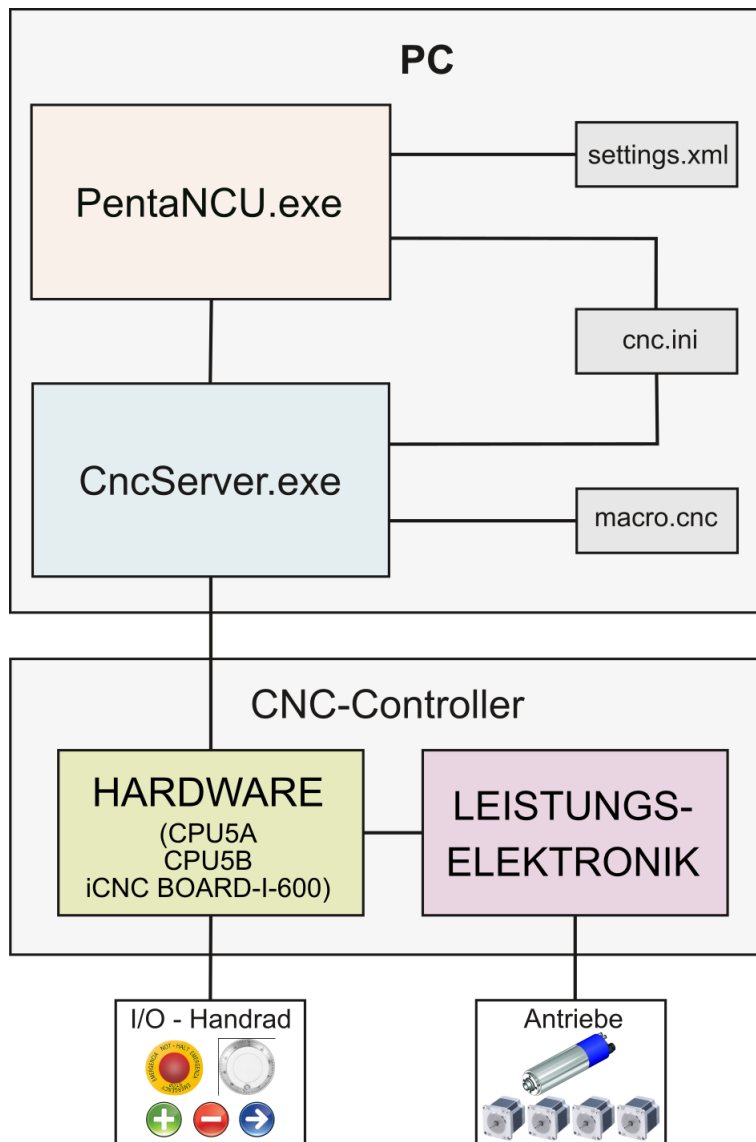 PC
PentaNCU.exe
settings.xml
cnc.ini
CncServer.exe
macro.cnc
CNC-Controller
HARDWARE
(CPU5A
CPU5B
iCNC BOARD-I-600)
LEISTUNGS-
ELEKTRONIK
I/O - Handrad
Antriebe